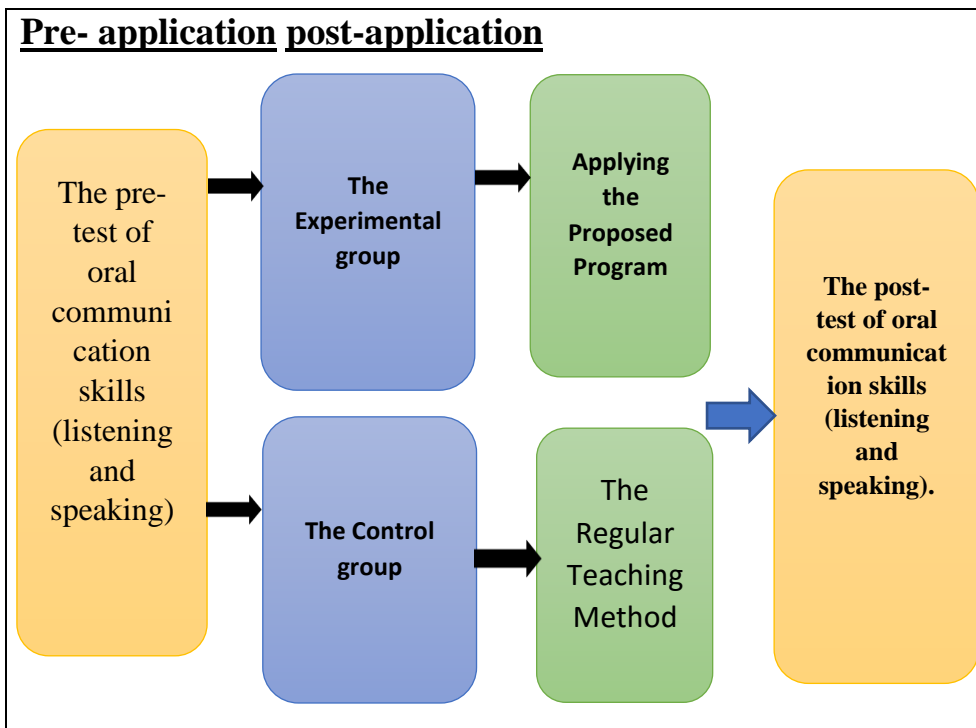 Pre- application post-application
The pre-
test of
oral
communi
cation
skills
(listening
and
speaking)
The
Experimental
group
Applying
the
Proposed
Program
The Control
group
The
Regular
Teaching
Method
The post-
test of oral
communicat
ion skills
(listening
and
speaking).